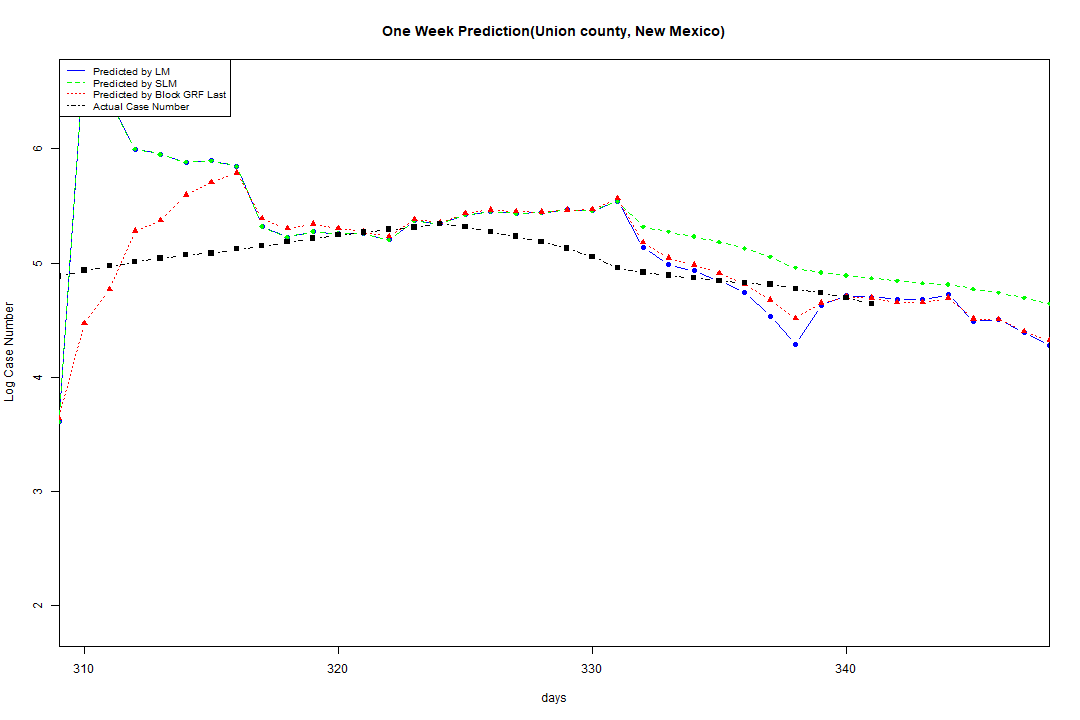 One Week Prediction(Union county, New Mexico)
Predicted by LM
Predicted by SLM
Predicted by Block GRF Last
Actual Case Number
6
5
4
3
2
Log Case Number
310 320 330 340
days